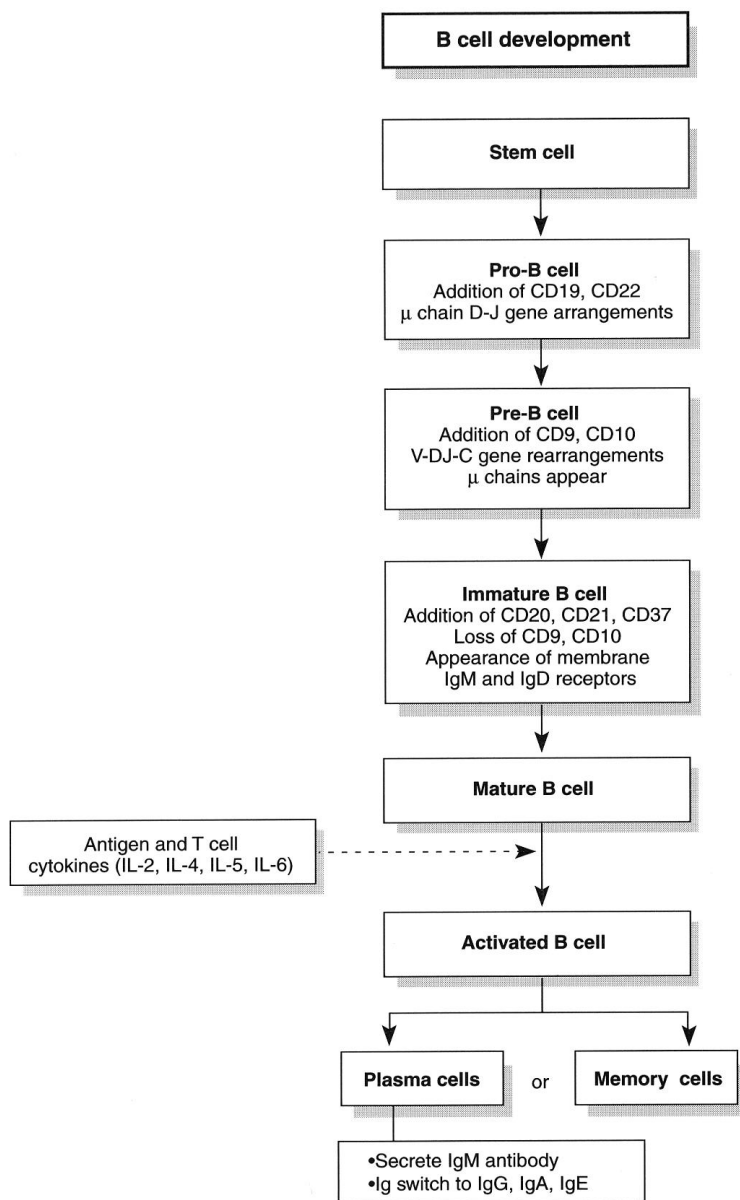 B cell development
Stem cell
Pro-B cell
Addition of CD19, CD22
μ chain D-J gene arrangements
Pre-B cell
Addition of CD9, CD10
V-DJ-C gene rearrangements
μ chains appear
Immature B cell
Addition of CD20, CD21, CD37
Loss of CD9, CD10
Appearance of membrane
IgM and IgD receptors
Mature B cell
Antigen and T cell
cytokines (IL-2, IL-4, IL-5, IL-6)
Activated B cell
Plasma cells or Memory cells
•Secrete IgM antibody
•Ig switch to IgG, IgA, IgE